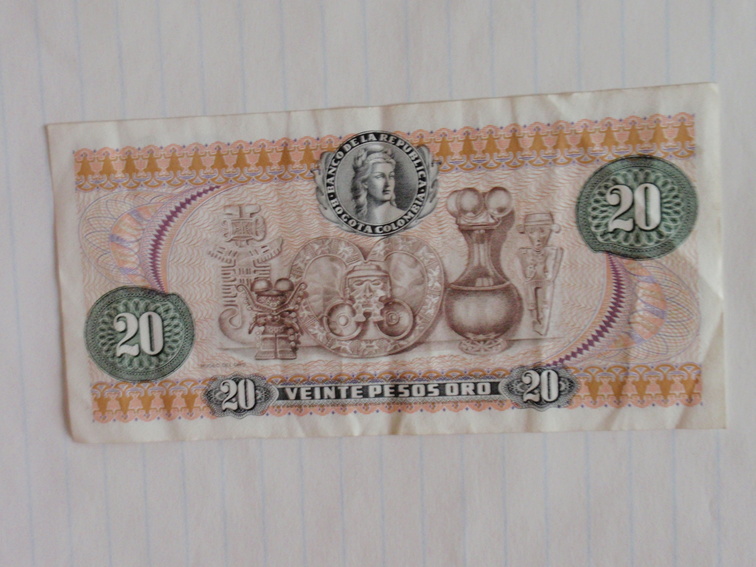 BANCO DE LA REPUBLICA
BOGOTA COLOMBIA
20
20
20 VEINTE PESOS ORO 20